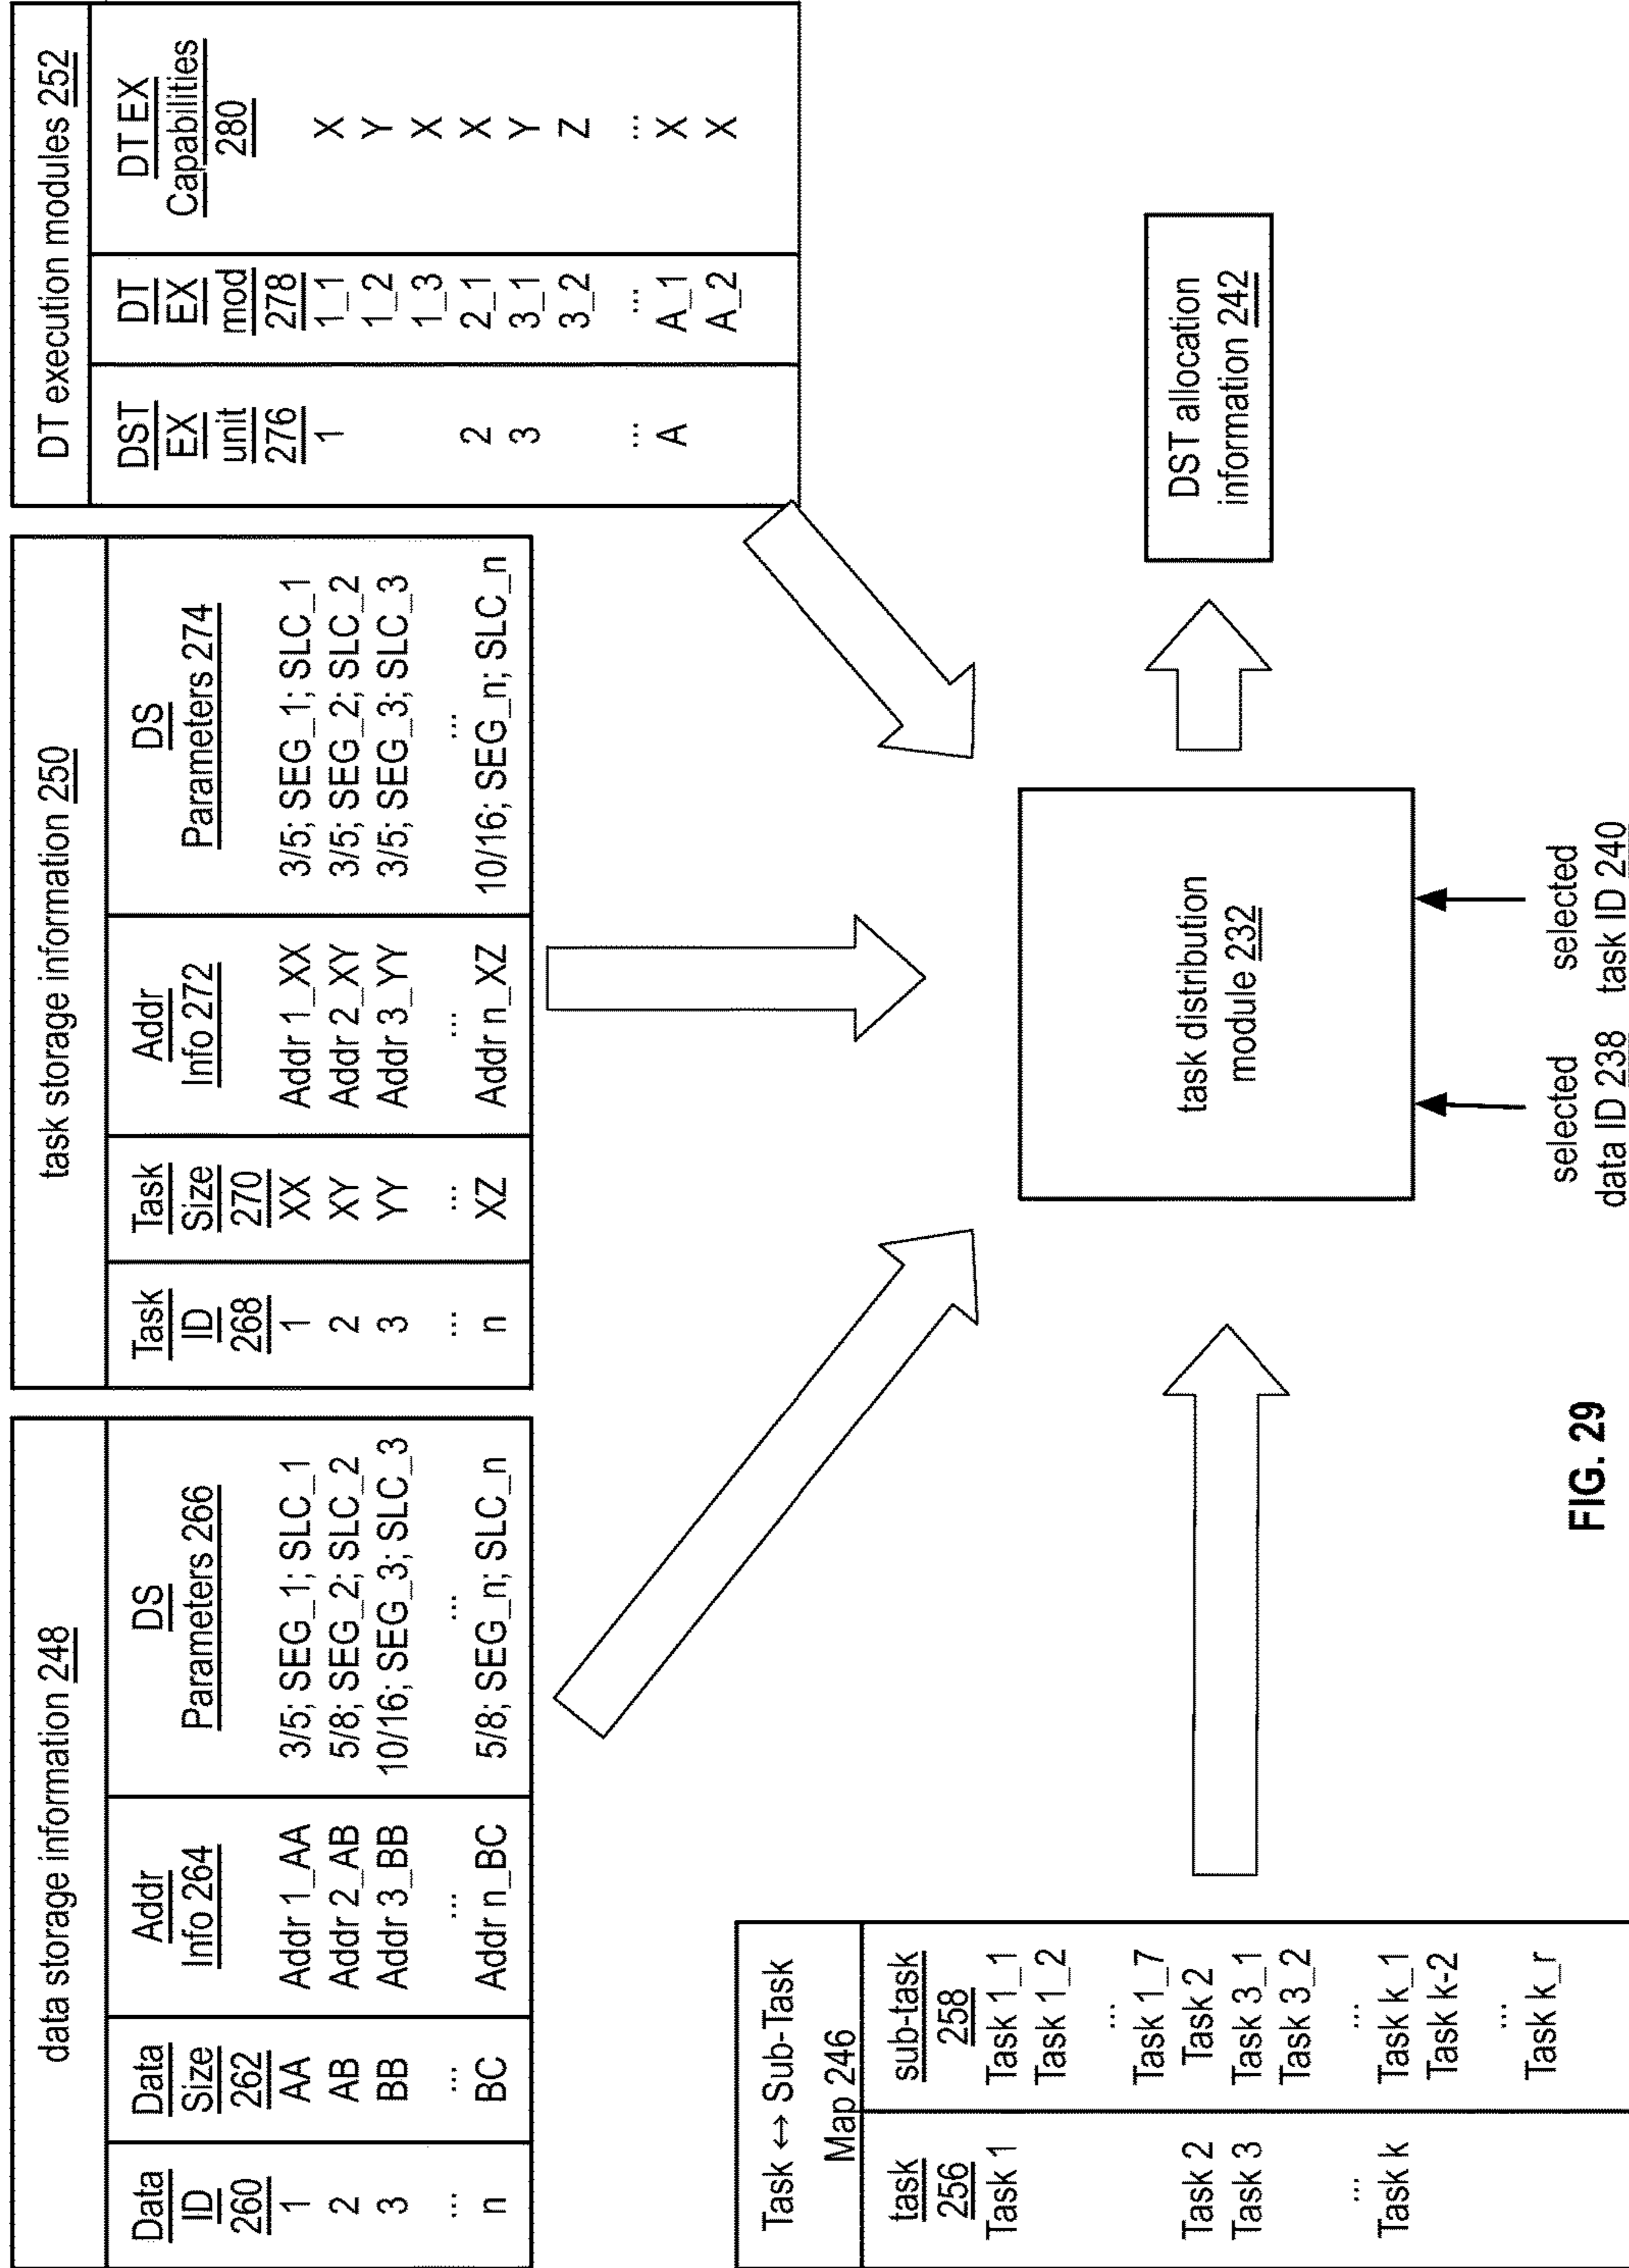 data storage information 248
Data ID 260
Data Size 262
Addr Info 264
DS Parameters 266
1 AA Addr 1_AA 3/5; SEG_1; SLC_1
2 AB Addr 2_AB 5/8; SEG_2; SLC_2
3 BB Addr 3_BB 10/16; SEG_3; SLC_3
... ... ... ...
n BC Addr n_BC 5/8; SEG_n; SLC_n
task storage information 250
Task ID 268
Task Size 270
Addr Info 272
DS Parameters 274
1 XX Addr 1_XX 3/5; SEG_1; SLC_1
2 XY Addr 2_XY 3/5; SEG_2; SLC_2
3 YY Addr 3_YY 3/5; SEG_3; SLC_3
... ... ... ...
n XZ Addr n_XZ 10/16; SEG_n; SLC_n
DT execution modules 252
DST EX unit 276
DT EX mod 278
DT EX Capabilities 280
1 1_1 X
1_2 Y
1_3 X
2 2_1 X
3 3_1 Y
3_2 Z
... ... ...
A A_1 X
A_2 X
Task ↔ Sub-Task
Map 246
task 256
sub-task 258
Task 1 Task 1_1
Task 1_2
...
Task 1_7
Task 2 Task 2
Task 3 Task 3_1
Task 3_2
... ...
Task k Task k_1
Task k-2
...
Task k_r
task distribution
module 232
DST allocation
information 242
selected
data ID 238
selected
task ID 240
FIG. 29